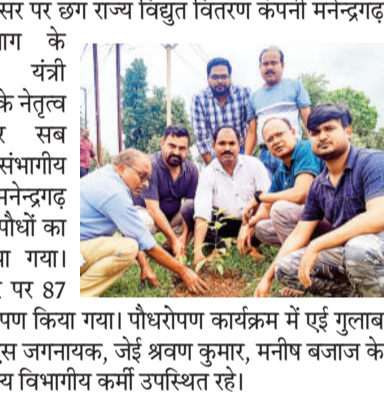 सर पर छग राज्य विद्युत वितरण कंपनी मनेन्द्रगढ़
ाग के
यंत्री
के नेतृत्व
र सब
संभागीय
मनेन्द्रगढ़
पौधों का
या गया।
र पर 87
पण किया गया। पौधरोपण कार्यक्रम में एई गुलाब
स जगनायक, जेई श्रवण कुमार, मनीष बजाज के
य विभागीय कर्मी उपस्थित रहे।